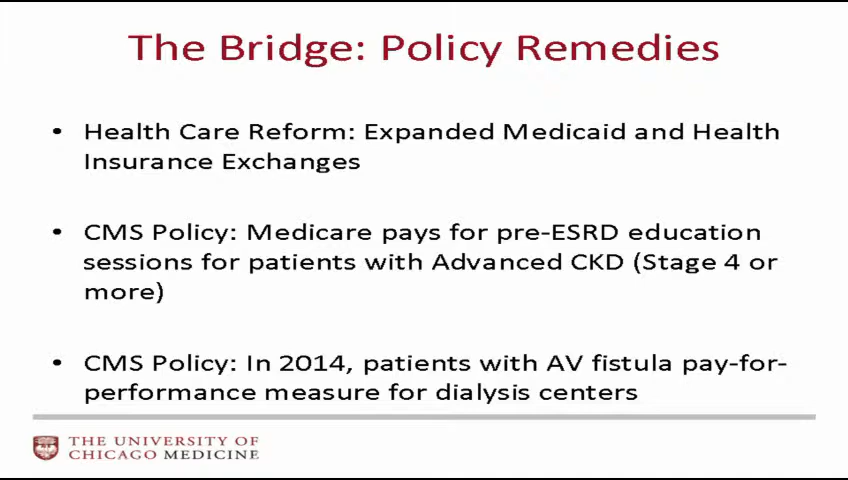 The Bridge: Policy Remedies
• Health Care Reform: Expanded Medicaid and Health
Insurance Exchanges
• CMS Policy: Medicare pays for pre-ESRD education
sessions for patients with Advanced CKD (Stage 4 or
more)
• CMS Policy: In 2014, patients with AV fistula pay-for-
performance measure for dialysis centers
THE UNIVERSITY OF
CHICAGO MEDICINE